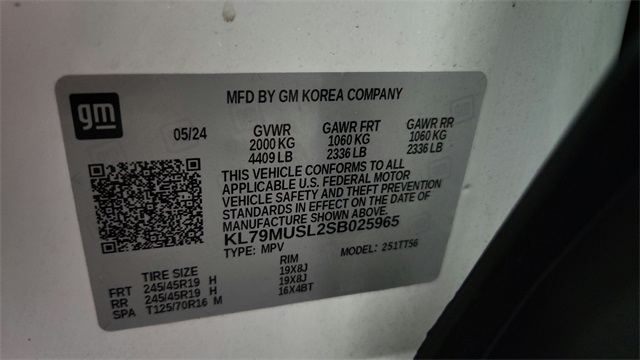 gm
MFD BY GM KOREA COMPANY
05/24 GVWR GAWR FRT GAWR RR
2000 KG 1060 KG 1060 KG
4409 LB 2336 LB 2336 LB
THIS VEHICLE CONFORMS TO ALL
APPLICABLE U.S. FEDERAL MOTOR
VEHICLE SAFETY AND THEFT PREVENTION
STANDARDS IN EFFECT ON THE DATE OF
MANUFACTURE SHOWN ABOVE.
KL79MUSL2SB025965
TYPE: MPV MODEL: 251TT56
TIRE SIZE RIM
FRT 245/45R19 H 19X8J
RR 245/45R19 H 19X8J
SPA T125/70R16 M 16X4BT